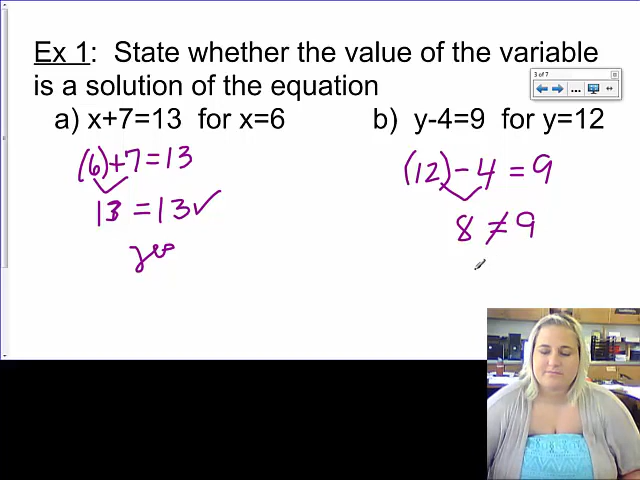 Ex 1: State whether the value of the variable
is a solution of the equation
3 of 7
a) x+7=13 for x=6
b) y-4=9 for y=12
(6)+7=13
(12)-4=9
13=13✓
8≠9
yes